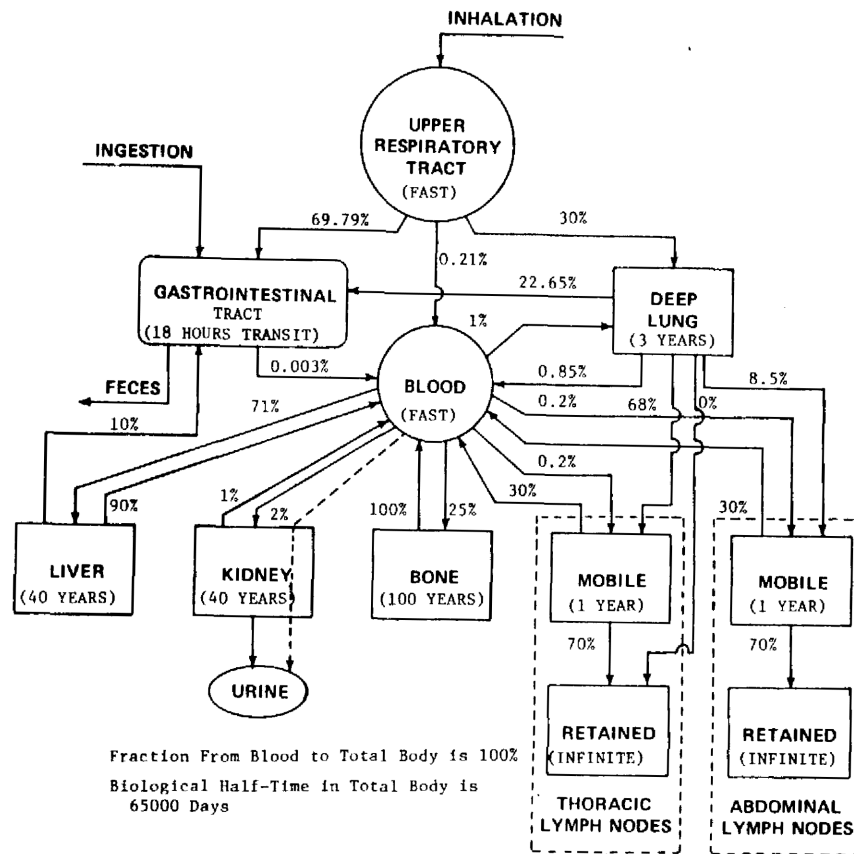 INHALATION
UPPER
RESPIRATORY
TRACT
(FAST)
INGESTION
69.79%
30%
0.21%
22.65%
GASTROINTESTINAL
TRACT
(18 HOURS TRANSIT)
DEEP
LUNG
(3 YEARS)
1%
0.003%
0.85%
8.5%
FECES
BLOOD
(FAST)
0.2%
68%
0%
71%
10%
0.2%
90%
1%
2%
100%
25%
30%
30%
LIVER
(40 YEARS)
KIDNEY
(40 YEARS)
BONE
(100 YEARS)
MOBILE
(1 YEAR)
MOBILE
(1 YEAR)
70%
70%
URINE
RETAINED
(INFINITE)
RETAINED
(INFINITE)
Fraction From Blood to Total Body is 100%
Biological Half-Time in Total Body is
65000 Days
THORACIC
LYMPH NODES
ABDOMINAL
LYMPH NODES